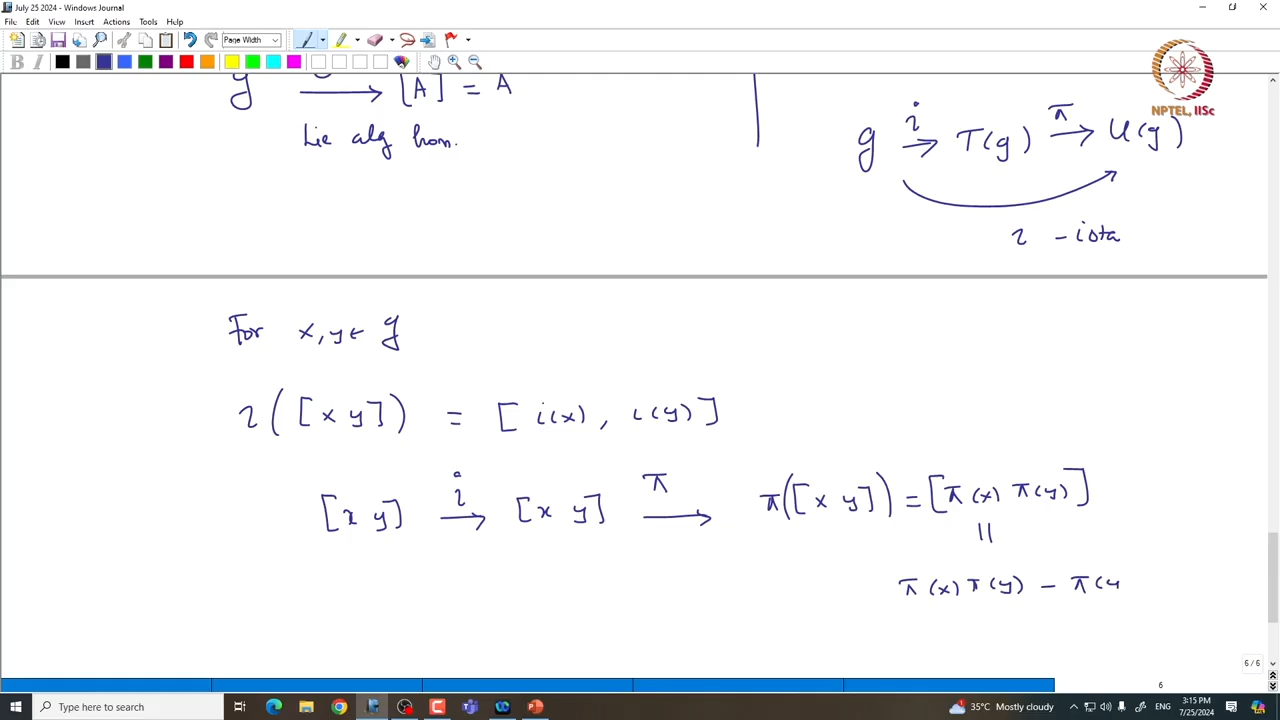 July 25 2024 - Windows Journal
File Edit View Insert Actions Tools Help
Page Width
B I
NPTEL, IISc
g → [A] = A
Lie alg hom.
g i→ T(g) π→ U(g)
ι - iota
For x, y ∈ g
ι([x y]) = [ι(x), ι(y)]
[x y] i→ [x y] π→ π([x y]) = [π(x) π(y)]
||
π(x) π(y) - π(y
6 / 6
6
Type here to search
35°C Mostly cloudy
ENG
3:15 PM
7/25/2024